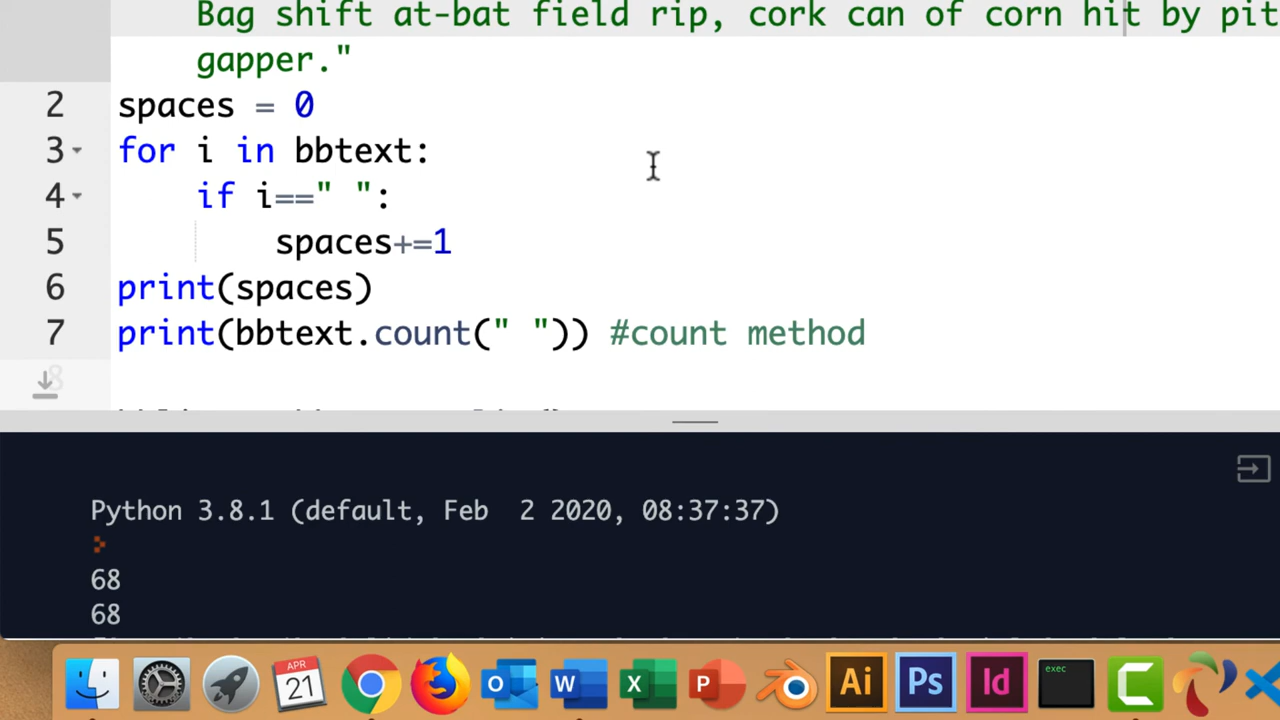 Bag shift at-bat field rip, cork can of corn hit by pit
gapper."
2 spaces = 0
3 for i in bbtext:
4 if i==" ":
5 spaces+=1
6 print(spaces)
7 print(bbtext.count(" ")) #count method
8
Python 3.8.1 (default, Feb 2 2020, 08:37:37)
>
68
68
APR
21
O
W
X
P
Ai
Ps
Id
exec
C